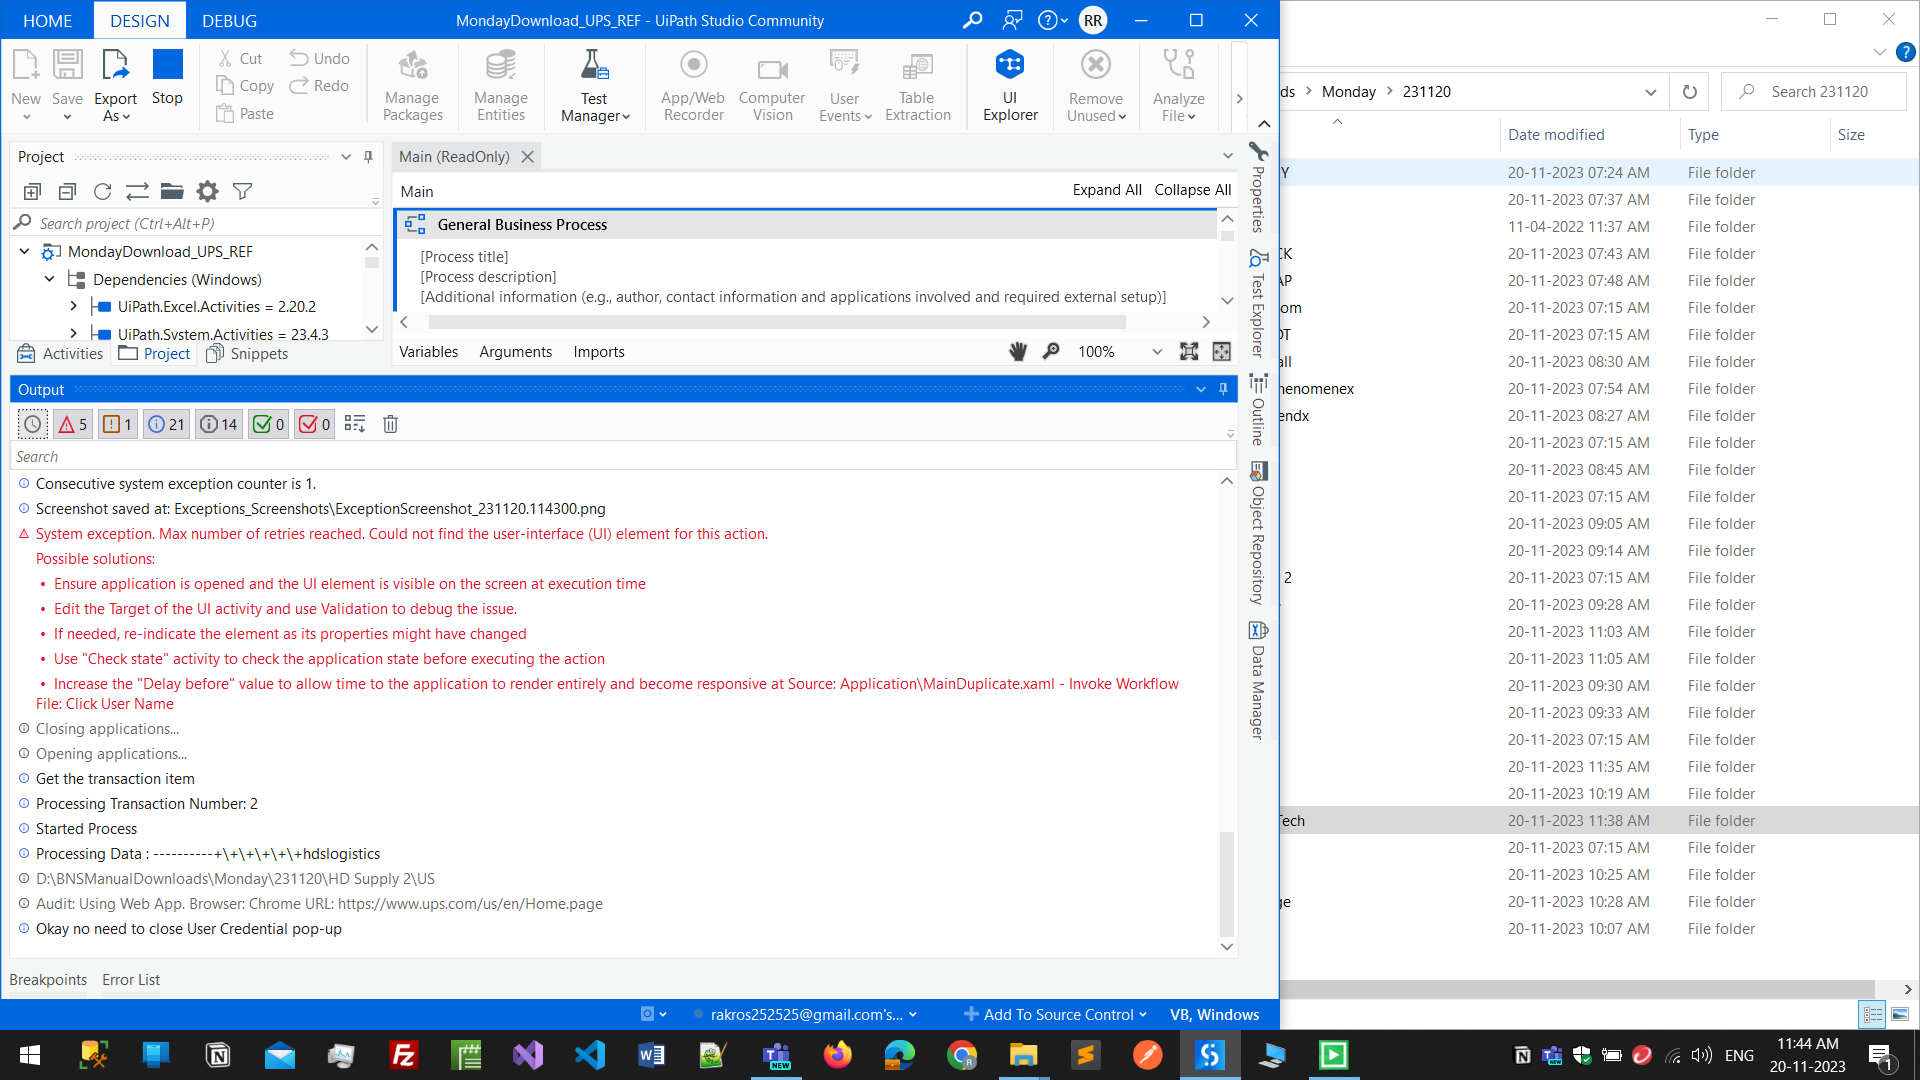 HOME
DESIGN
DEBUG
MondayDownload_UPS_REF - UiPath Studio Community
RR
New
Save
Export As
Stop
Cut
Copy
Paste
Undo
Redo
Manage Packages
Manage Entities
Test Manager
App/Web Recorder
Computer Vision
User Events
Table Extraction
UI Explorer
Remove Unused
Analyze File
Project
Search project (Ctrl+Alt+P)
MondayDownload_UPS_REF
Dependencies (Windows)
UiPath.Excel.Activities = 2.20.2
UiPath.System.Activities = 23.4.3
Activities
Project
Snippets
Main (ReadOnly)
Main
Expand All
Collapse All
General Business Process
[Process title]
[Process description]
[Additional information (e.g., author, contact information and applications involved and required external setup)]
Variables
Arguments
Imports
100%
Properties
Test Explorer
Outline
Object Repository
Data Manager
Output
5
1
21
14
0
0
Search
Consecutive system exception counter is 1.
Screenshot saved at: Exceptions_Screenshots\ExceptionScreenshot_231120.114300.png
System exception. Max number of retries reached. Could not find the user-interface (UI) element for this action.
Possible solutions:
• Ensure application is opened and the UI element is visible on the screen at execution time
• Edit the Target of the UI activity and use Validation to debug the issue.
• If needed, re-indicate the element as its properties might have changed
• Use "Check state" activity to check the application state before executing the action
• Increase the "Delay before" value to allow time to the application to render entirely and become responsive at Source: Application\MainDuplicate.xaml - Invoke Workflow
File: Click User Name
Closing applications...
Opening applications...
Get the transaction item
Processing Transaction Number: 2
Started Process
Processing Data : ----------+\+\+\+\+\+hdslogistics
D:\BNSManualDownloads\Monday\231120\HD Supply 2\US
Audit: Using Web App. Browser: Chrome URL: https://www.ups.com/us/en/Home.page
Okay no need to close User Credential pop-up
Breakpoints
Error List
rakros252525@gmail.com's...
Add To Source Control
VB, Windows
ds > Monday > 231120
Search 231120
Date modified
Type
Size
Y 20-11-2023 07:24 AM File folder
20-11-2023 07:37 AM File folder
11-04-2022 11:37 AM File folder
CK 20-11-2023 07:43 AM File folder
AP 20-11-2023 07:48 AM File folder
om 20-11-2023 07:15 AM File folder
OT 20-11-2023 07:15 AM File folder
all 20-11-2023 08:30 AM File folder
henomenex 20-11-2023 07:54 AM File folder
endx 20-11-2023 08:27 AM File folder
20-11-2023 07:15 AM File folder
20-11-2023 08:45 AM File folder
20-11-2023 07:15 AM File folder
20-11-2023 09:05 AM File folder
20-11-2023 09:14 AM File folder
2 20-11-2023 07:15 AM File folder
20-11-2023 09:28 AM File folder
20-11-2023 11:03 AM File folder
20-11-2023 11:05 AM File folder
20-11-2023 09:30 AM File folder
20-11-2023 09:33 AM File folder
20-11-2023 07:15 AM File folder
20-11-2023 11:35 AM File folder
20-11-2023 10:19 AM File folder
Tech 20-11-2023 11:38 AM File folder
20-11-2023 07:15 AM File folder
20-11-2023 10:25 AM File folder
ge 20-11-2023 10:28 AM File folder
20-11-2023 10:07 AM File folder
NEW
ENG
11:44 AM
20-11-2023
1